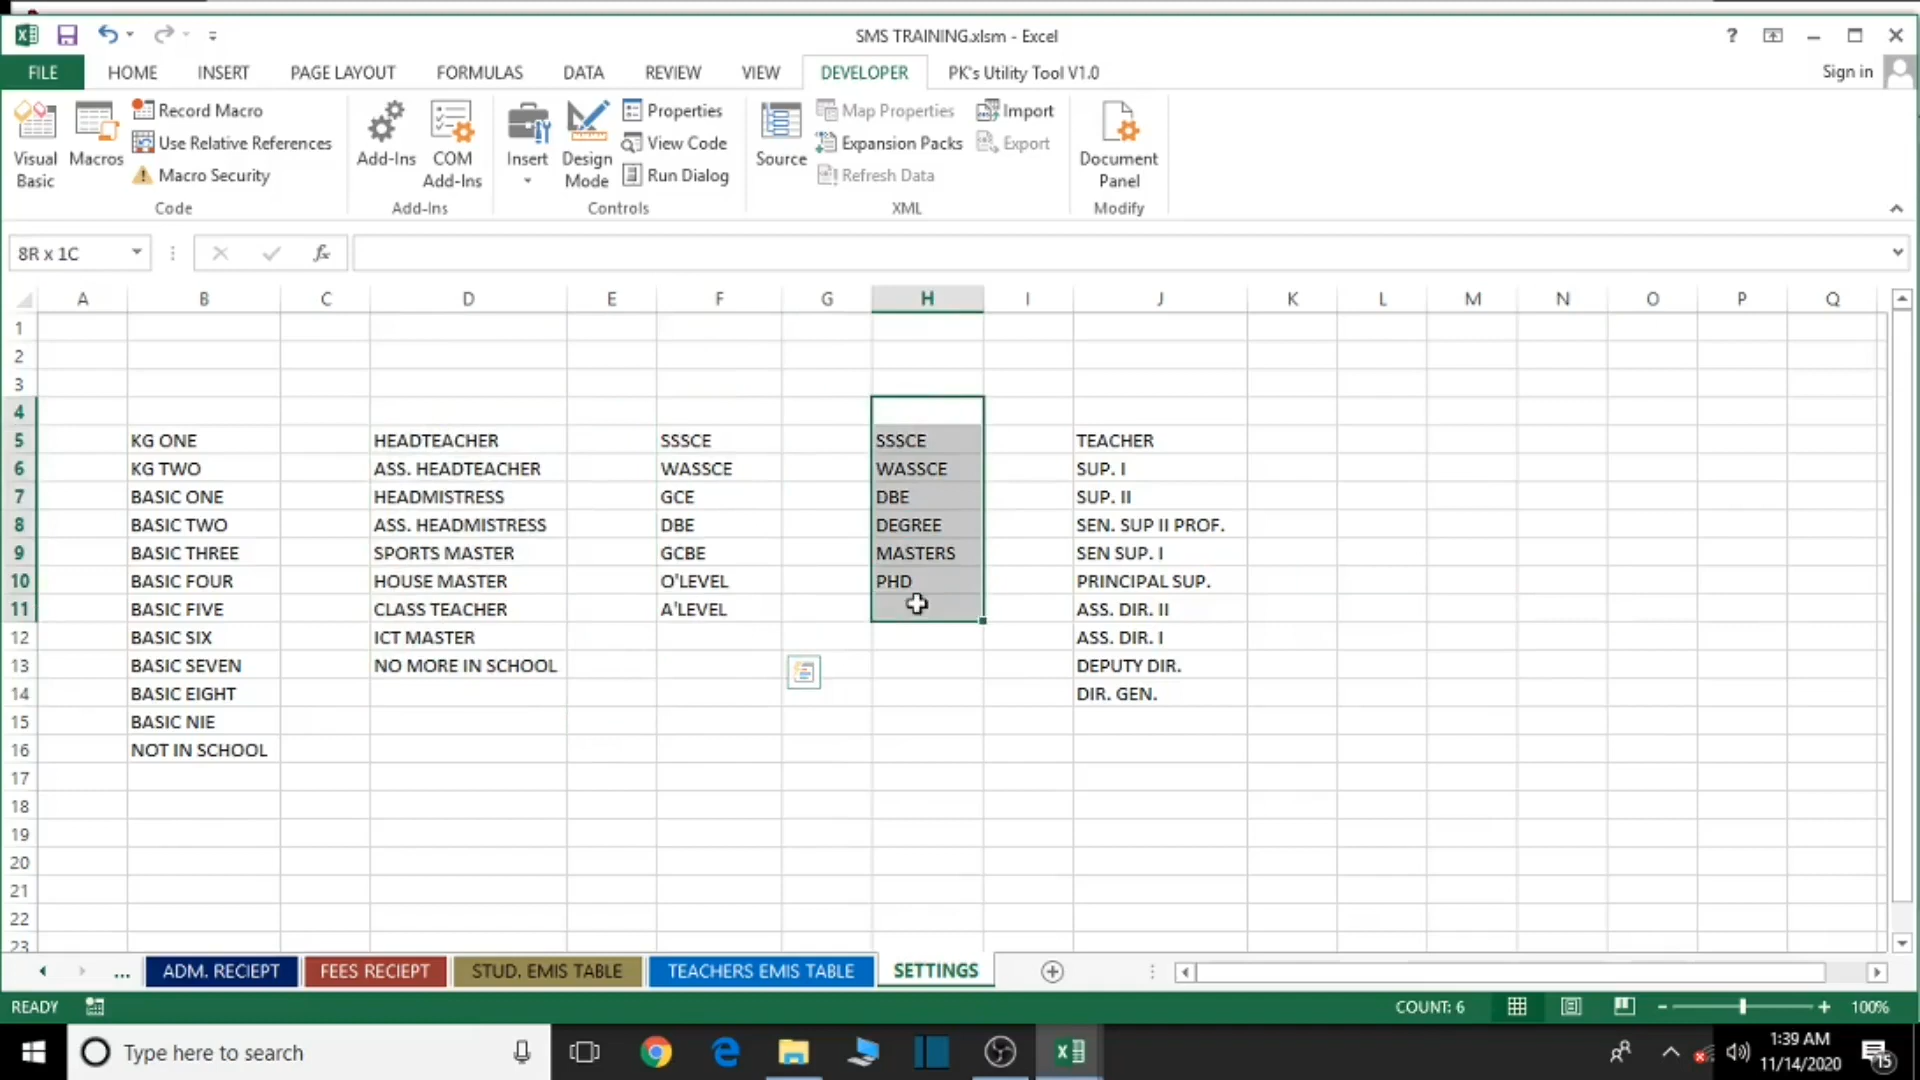 SMS TRAINING.xlsm - Excel
?
FILE HOME INSERT PAGE LAYOUT FORMULAS DATA REVIEW VIEW DEVELOPER PK's Utility Tool V1.0 Sign in
Visual Basic
Macros
Record Macro
Use Relative References
Macro Security
Code
Add-Ins
COM Add-Ins
Add-Ins
Insert
Design Mode
Properties
View Code
Run Dialog
Controls
Source
Map Properties
Expansion Packs
Refresh Data
Import
Export
XML
Document Panel
Modify
8R x 1C
fx
A B C D E F G H I J K L M N O P Q
1
2
3
4
5 KG ONE HEADTEACHER SSSCE SSSCE TEACHER
6 KG TWO ASS. HEADTEACHER WASSCE WASSCE SUP. I
7 BASIC ONE HEADMISTRESS GCE DBE SUP. II
8 BASIC TWO ASS. HEADMISTRESS DBE DEGREE SEN. SUP II PROF.
9 BASIC THREE SPORTS MASTER GCBE MASTERS SEN SUP. I
10 BASIC FOUR HOUSE MASTER O'LEVEL PHD PRINCIPAL SUP.
11 BASIC FIVE CLASS TEACHER A'LEVEL ASS. DIR. II
12 BASIC SIX ICT MASTER ASS. DIR. I
13 BASIC SEVEN NO MORE IN SCHOOL DEPUTY DIR.
14 BASIC EIGHT DIR. GEN.
15 BASIC NIE
16 NOT IN SCHOOL
17
18
19
20
21
22
23
... ADM. RECIEPT FEES RECIEPT STUD. EMIS TABLE TEACHERS EMIS TABLE SETTINGS
READY COUNT: 6 100%
Type here to search
1:39 AM
11/14/2020
15